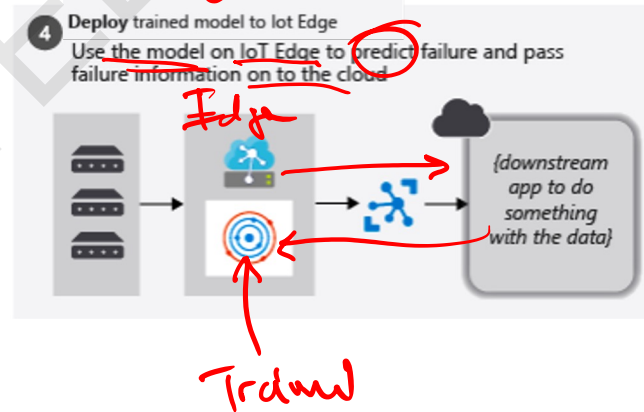 4 Deploy trained model to Iot Edge
Use the model on IoT Edge to predict failure and pass
failure information on to the cloud
Edge
{downstream
app to do
something
with the data}